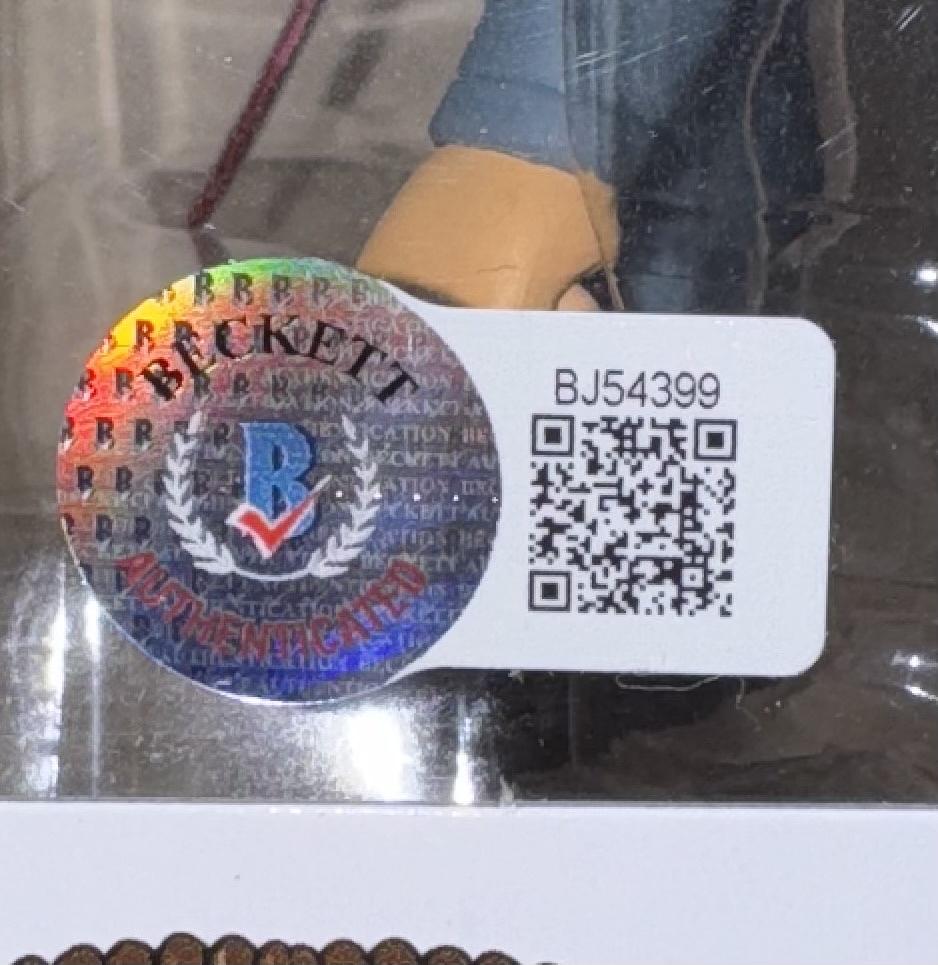 BECKETT
B
AUTHENTICATED
BJ54399